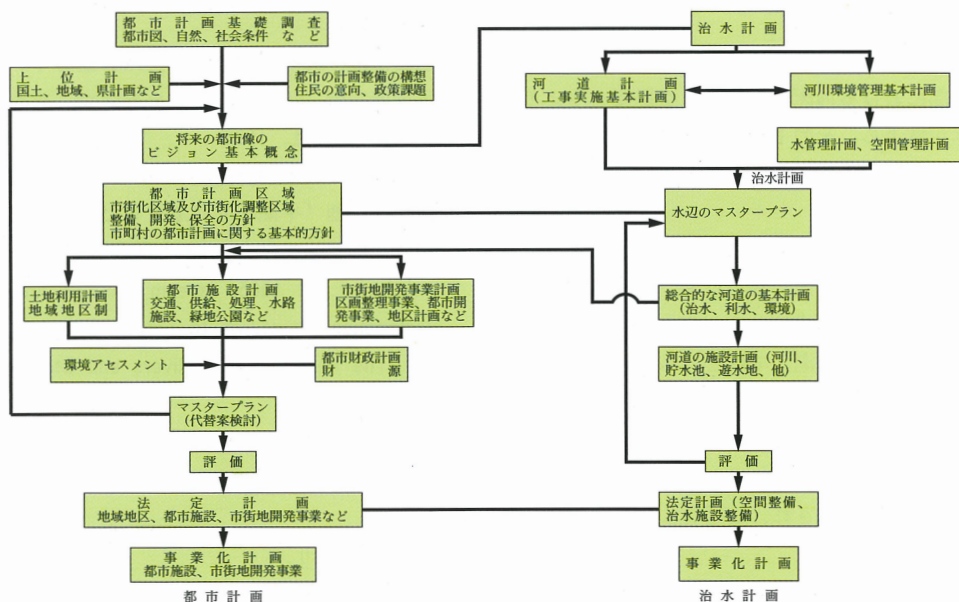 都市計画基礎調査
都市図、自然、社会条件 など
上位計画
国土、地域、県計画など
都市の計画整備の構想
住民の意向、政策課題
将来の都市像の
ビジョン基本概念
都市計画区域
市街化区域及び市街化調整区域
整備、開発、保全の方針
市町村の都市計画に関する基本的方針
土地利用計画
地域地区制
都市施設計画
交通、供給、処理、水路
施設、緑地公園など
市街地開発事業計画
区画整理事業、都市開
発事業、地区計画など
環境アセスメント
都市財政計画
財源
マスタープラン
(代替案検討)
評価
法定計画
地域地区、都市施設、市街地開発事業など
事業化計画
都市施設、市街地開発事業
都市計画
治水計画
河道計画
(工事実施基本計画)
河川環境管理基本計画
水管理計画、空間管理計画
治水計画
水辺のマスタープラン
総合的な河道の基本計画
(治水、利水、環境)
河道の施設計画(河川、
貯水池、遊水地、他)
評価
法定計画(空間整備、
治水施設整備)
事業化計画
治水計画